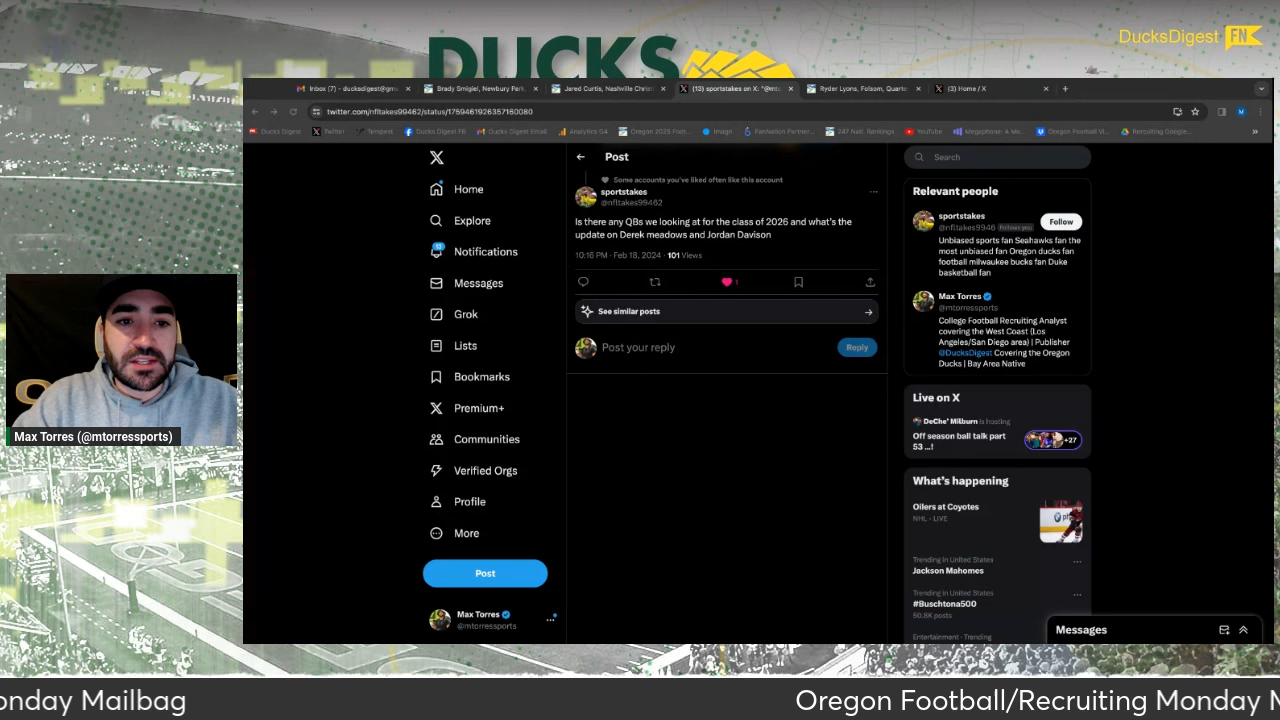 DUCKS
DucksDigest FN
Inbox (7) - ducksdigest@gm
Brady Smigiel, Newbury Park,
Jared Curtis, Nashville Christ
(13) sportstakes on X: "@mto
Ryder Lyons, Folsom, Quarte
(3) Home / X
twitter.com/nfltakes99462/status/1759461926357160080
Ducks Digest
Twitter
Tempest
Ducks Digest FB
Ducks Digest Email
Analytics G4
Oregon 2025 Foot...
Imagn
FanNation Partner...
247 Natl. Rankings
YouTube
Megaphone: A Mo...
Oregon Football Vi...
Recruiting Google...
Home
Explore
13
Notifications
Messages
Grok
Lists
Bookmarks
Premium+
Communities
Verified Orgs
Profile
More
Post
Max Torres
@mtorressports
Post
Some accounts you've liked often like this account
sportstakes
@nfltakes99462
Is there any QBs we looking at for the class of 2026 and what's the
update on Derek meadows and Jordan Davison
10:16 PM · Feb 18, 2024 · 101 Views
1
See similar posts
Post your reply
Reply
Search
Relevant people
sportstakes
@nfltakes9946 Follows you
Follow
Unbiased sports fan Seahawks fan the
most unbiased fan Oregon ducks fan
football milwaukee bucks fan Duke
basketball fan
Max Torres
@mtorressports
College Football Recruiting Analyst
covering the West Coast (Los
Angeles/San Diego area) | Publisher
@DucksDigest Covering the Oregon
Ducks | Bay Area Native
Live on X
DeChe' Milburn is hosting
Off season ball talk part
53 ...!
+27
What's happening
Oilers at Coyotes
NHL · LIVE
Trending in United States
Jackson Mahomes
Trending in United States
#Buschtona500
50.8K posts
Entertainment · Trending
Messages
Max Torres (@mtorressports)
onday Mailbag
Oregon Football/Recruiting Monday M